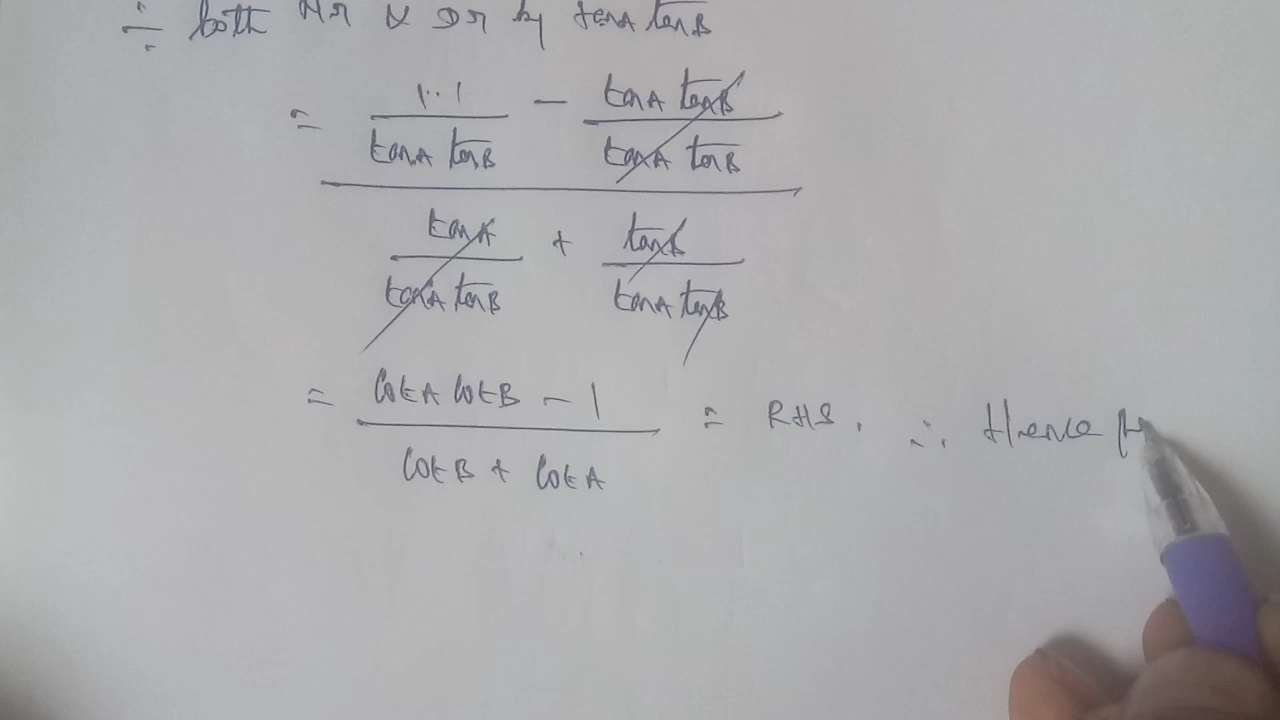 ÷ both Nr & Dr by tanA tanB
= (1·1)/(tanA tanB) − (tanA tanB)/(tanA tanB)
tanA/(tanA tanB) + tanB/(tanA tanB)
= (cotA cotB − 1)/(cotB + cotA) = RHS. ∴ Hence